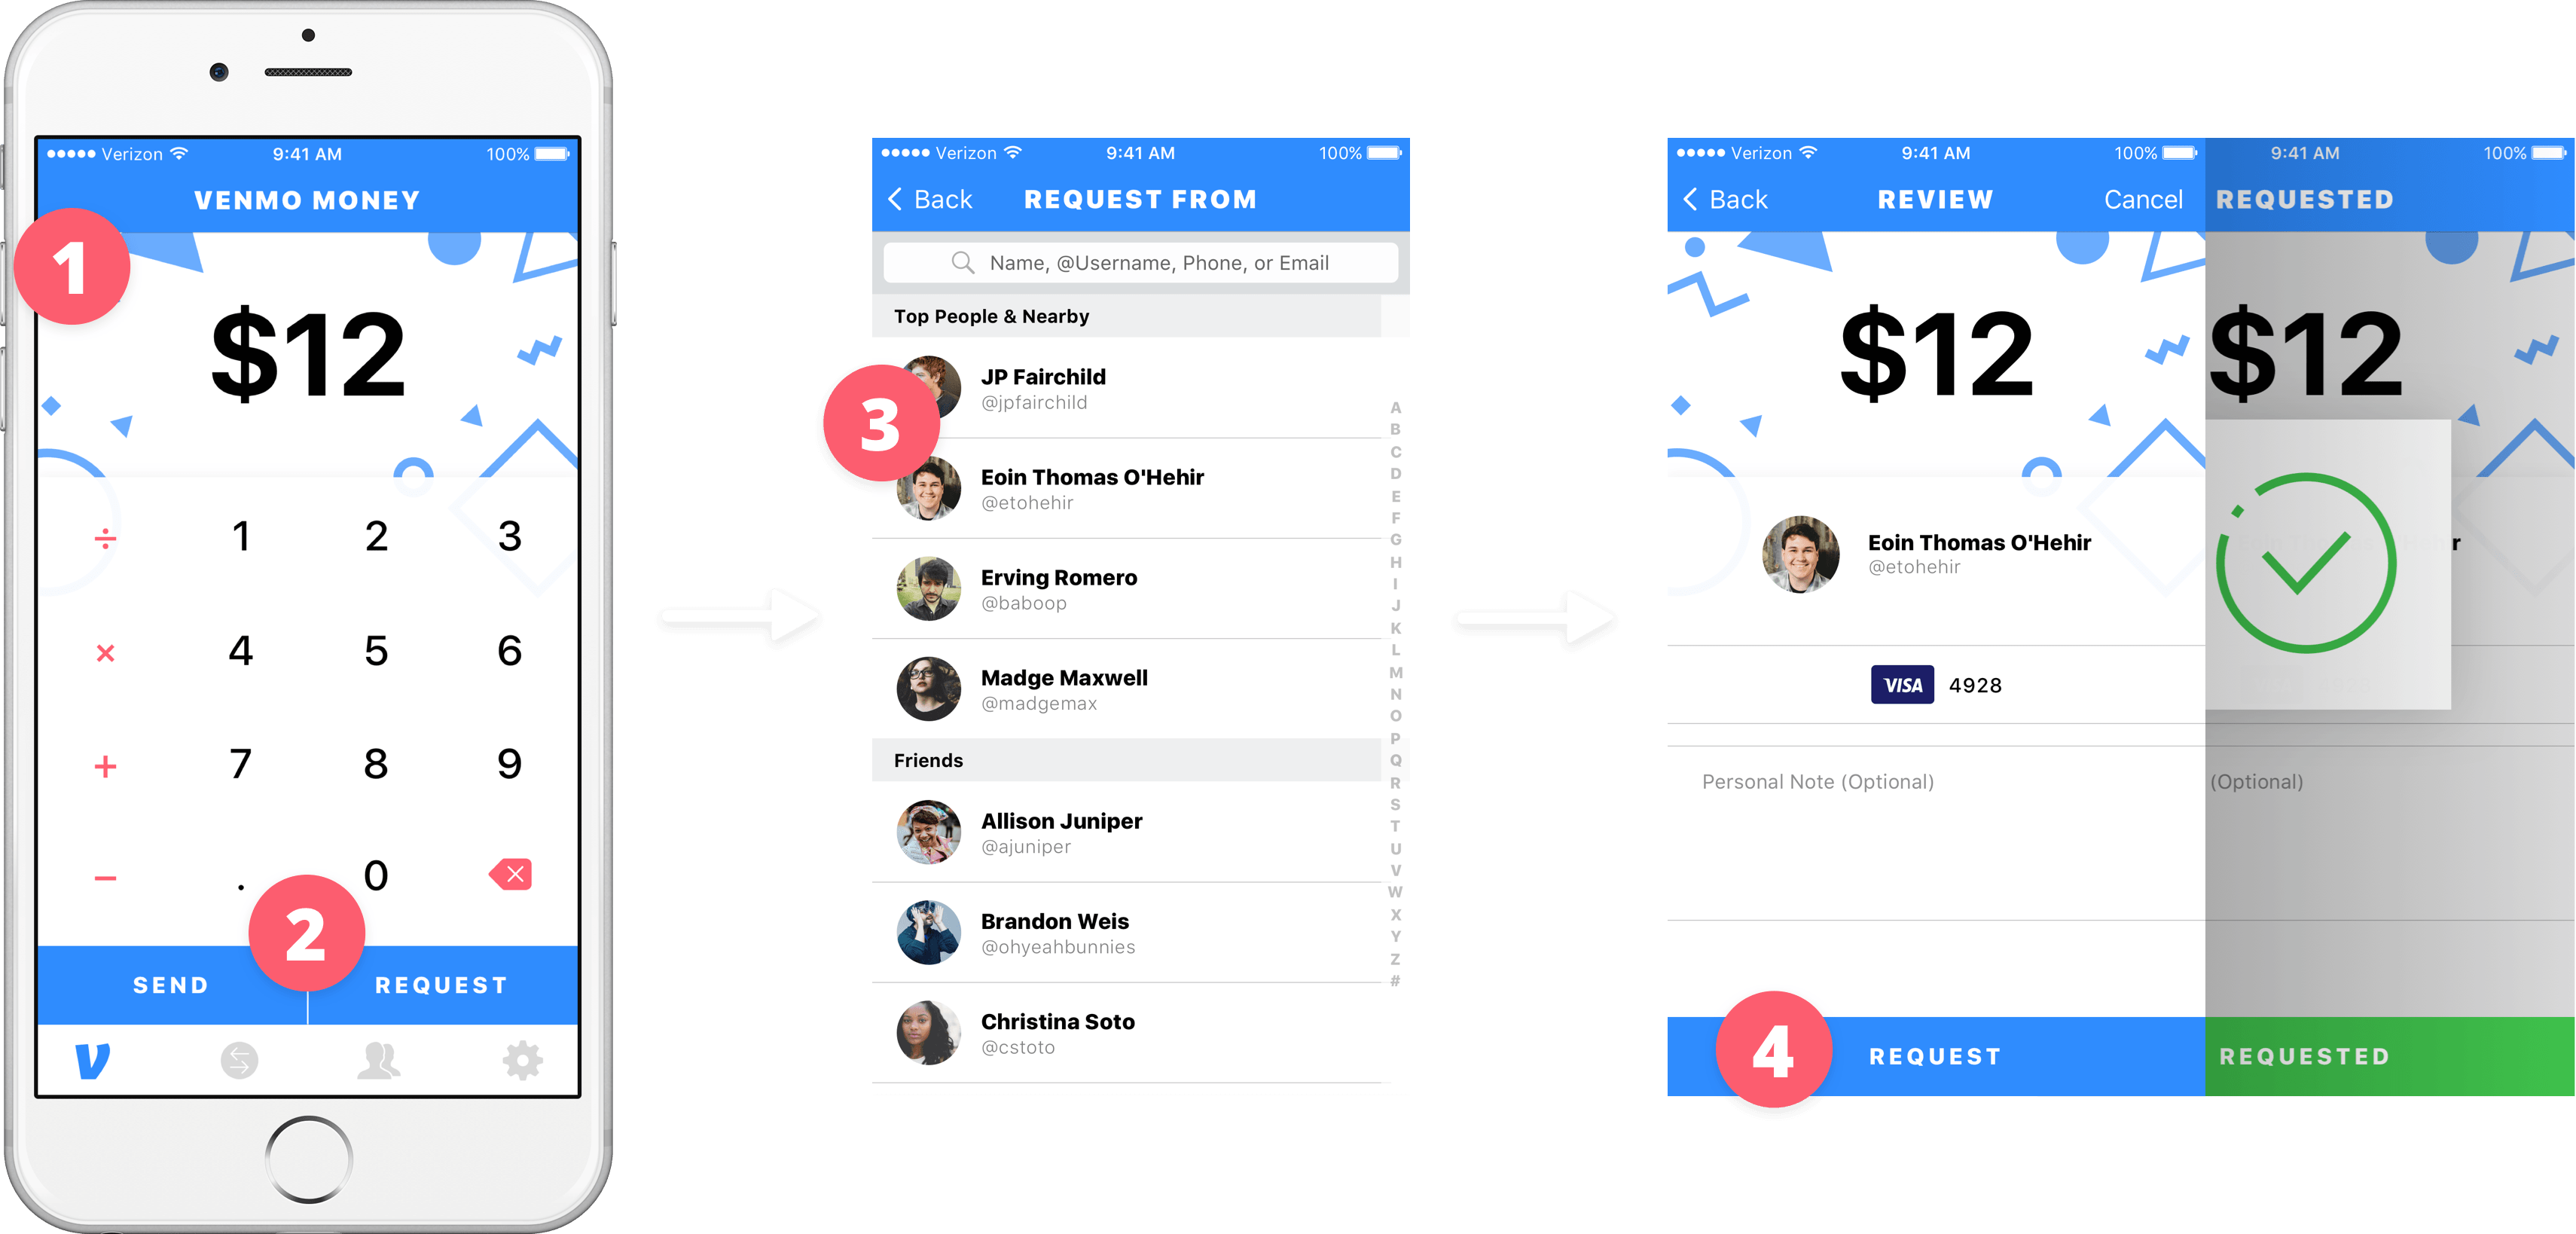 Verizon 9:41 AM 100%
VENMO MONEY
1
$12
÷ 1 2 3
× 4 5 6
+ 7 8 9
− . 0
2
SEND REQUEST
Verizon 9:41 AM 100%
Back REQUEST FROM
Name, @Username, Phone, or Email
Top People & Nearby
3
JP Fairchild
@jpfairchild
Eoin Thomas O'Hehir
@etohehir
Erving Romero
@baboop
Madge Maxwell
@madgemax
Friends
Allison Juniper
@ajuniper
Brandon Weis
@ohyeahbunnies
Christina Soto
@cstoto
A
B
C
D
E
F
G
H
I
J
K
L
M
N
O
P
Q
R
S
T
U
V
W
X
Y
Z
#
Verizon 9:41 AM 100%
Back REVIEW Cancel
$12
Eoin Thomas O'Hehir
@etohehir
VISA 4928
Personal Note (Optional)
4
REQUEST
9:41 AM 100%
REQUESTED
$12
r
(Optional)
REQUESTED